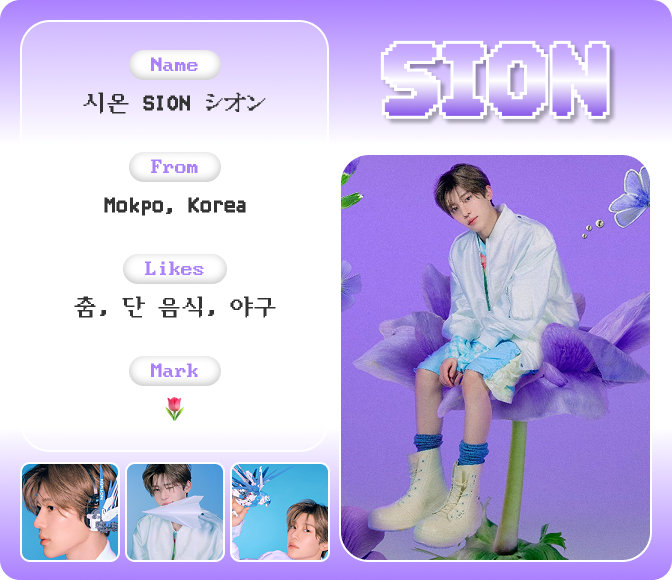 Name
시온 SION シオン
From
Mokpo, Korea
Likes
춤, 단 음식, 야구
Mark
SION